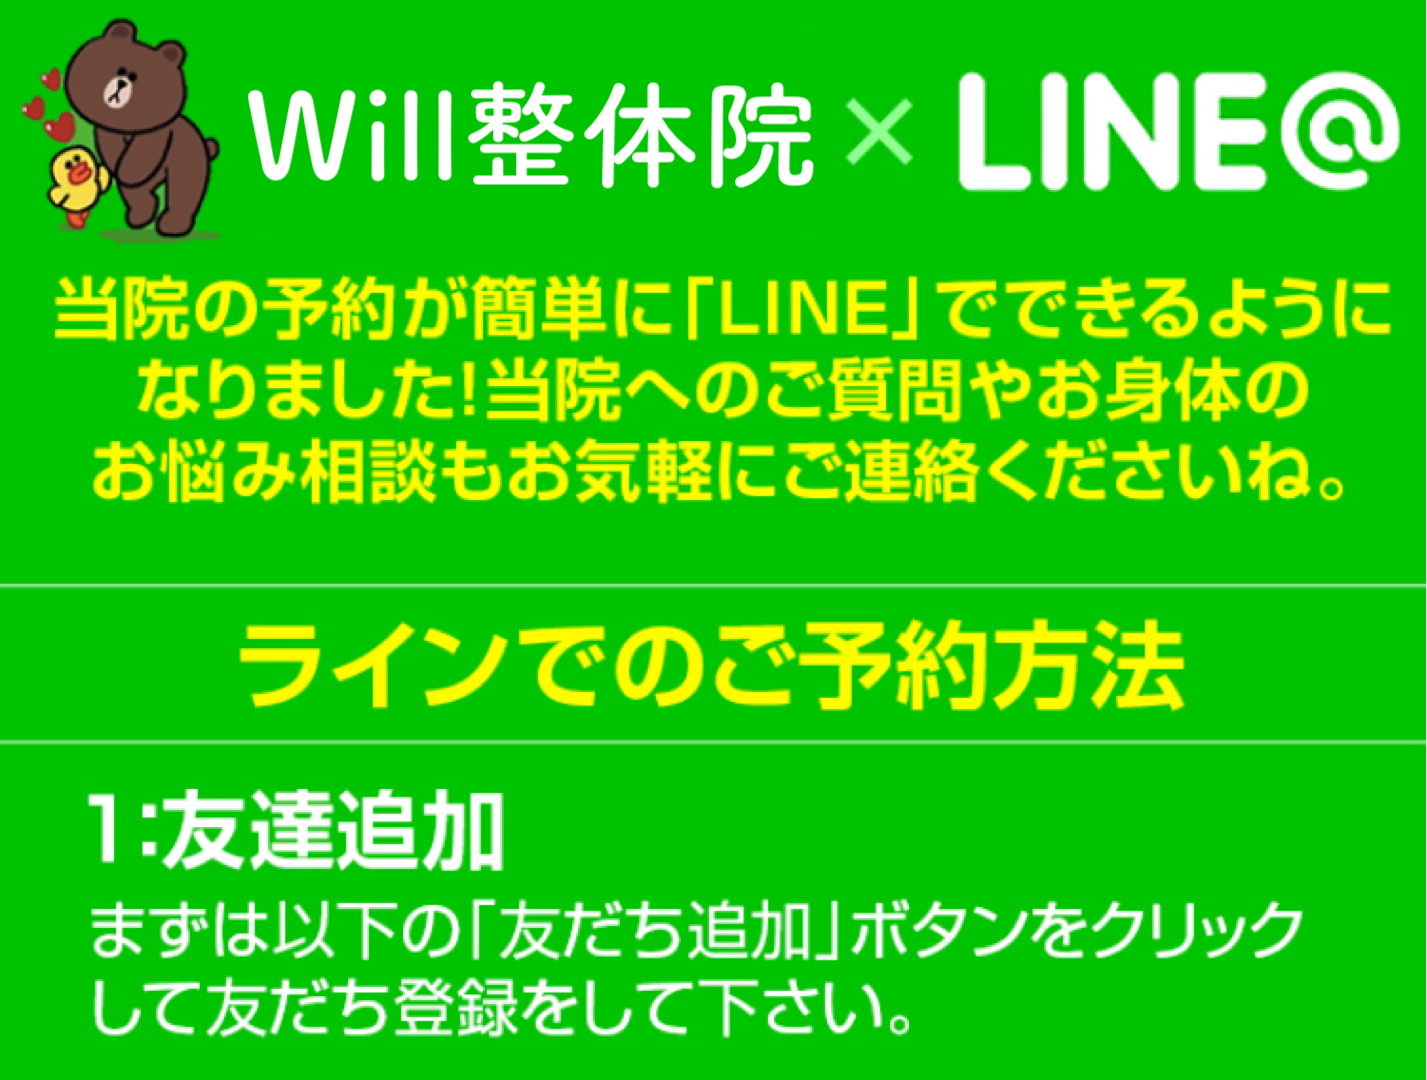 Will整体院×LINE@
当院の予約が簡単に「LINE」でできるように
なりました!当院へのご質問やお身体の
お悩み相談もお気軽にご連絡くださいね。
ラインでのご予約方法
1:友達追加
まずは以下の「友だち追加」ボタンをクリック
して友だち登録をして下さい。